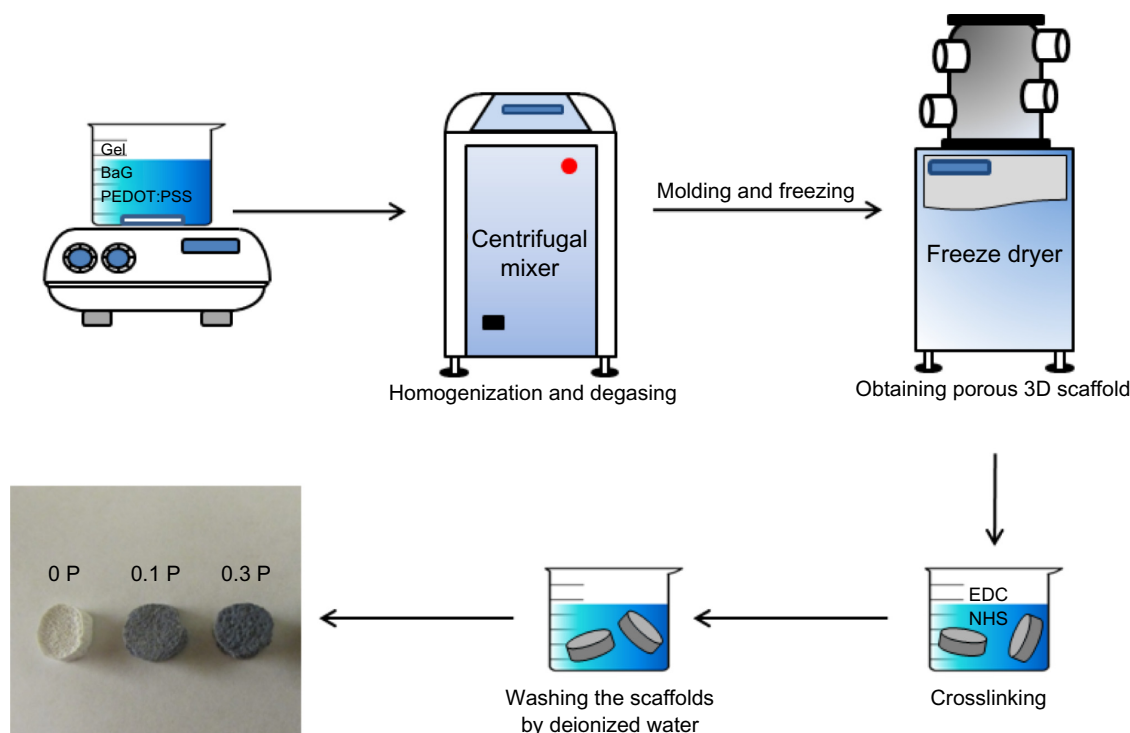 Gel
BaG
PEDOT:PSS
Centrifugal
mixer
Homogenization and degasing
Molding and freezing
Freeze dryer
Obtaining porous 3D scaffold
EDC
NHS
Crosslinking
Washing the scaffolds
by deionized water
0 P 0.1 P 0.3 P